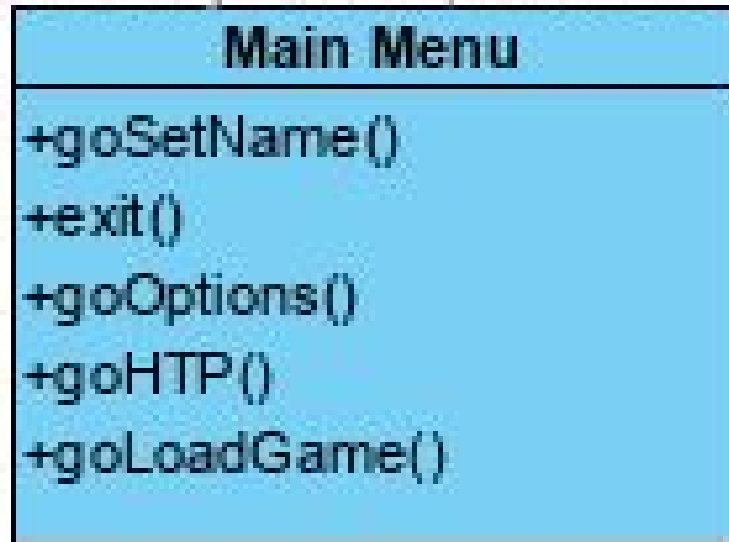 Main Menu
+goSetName()
+exit()
+goOptions()
+goHTP()
+goLoadGame()